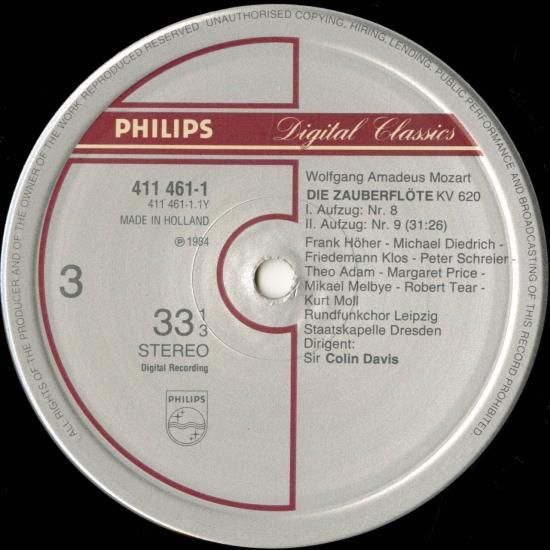 ALL RIGHTS OF THE PRODUCER AND OF THE OWNER OF THE WORK REPRODUCED RESERVED UNAUTHORISED COPYING, HIRING, LENDING, PUBLIC PERFORMANCE AND BROADCASTING OF THIS RECORD PROHIBITED.
PHILIPS
Digital Classics
411 461-1
411 461-1.1Y
MADE IN HOLLAND
℗ 1984
3
33 1/3
STEREO
Digital Recording
PHILIPS
Wolfgang Amadeus Mozart
DIE ZAUBERFLÖTE KV 620
I. Aufzug: Nr. 8
II. Aufzug: Nr. 9 (31:26)
Frank Höher - Michael Diedrich -
Friedemann Klos - Peter Schreier -
Theo Adam - Margaret Price -
Mikael Melbye - Robert Tear -
Kurt Moll
Rundfunkchor Leipzig
Staatskapelle Dresden
Dirigent:
Sir Colin Davis